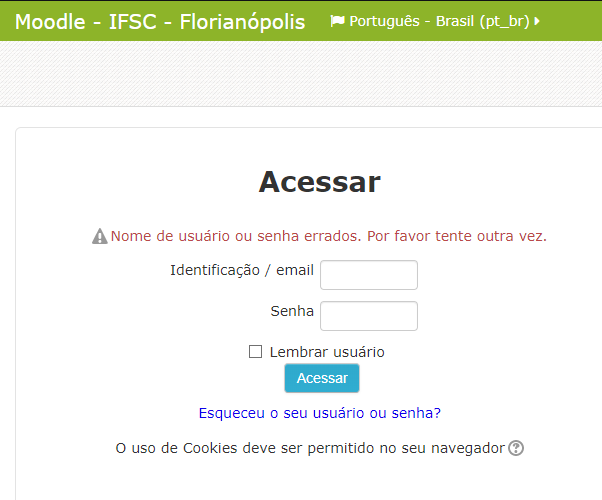 Moodle - IFSC - Florianópolis Português - Brasil (pt_br)
Acessar
Nome de usuário ou senha errados. Por favor tente outra vez.
Identificação / email
Senha
Lembrar usuário
Acessar
Esqueceu o seu usuário ou senha?
O uso de Cookies deve ser permitido no seu navegador